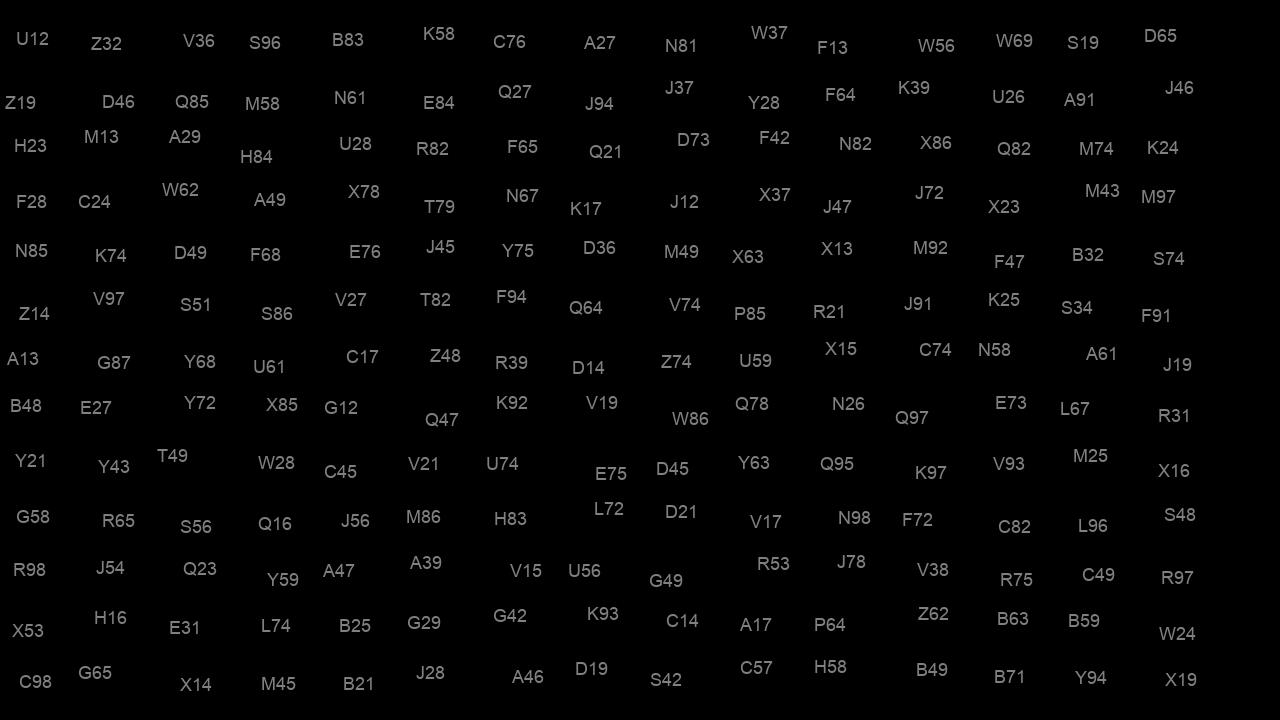 U12 Z32 V36 S96 B83 K58 C76 A27 N81 W37 F13 W56 W69 S19 D65
Z19 D46 Q85 M58 N61 E84 Q27 J94 J37 Y28 F64 K39 U26 A91 J46
H23 M13 A29 H84 U28 R82 F65 Q21 D73 F42 N82 X86 Q82 M74 K24
F28 C24 W62 A49 X78 T79 N67 K17 J12 X37 J47 J72 X23 M43 M97
N85 K74 D49 F68 E76 J45 Y75 D36 M49 X63 X13 M92 F47 B32 S74
Z14 V97 S51 S86 V27 T82 F94 Q64 V74 P85 R21 J91 K25 S34 F91
A13 G87 Y68 U61 C17 Z48 R39 D14 Z74 U59 X15 C74 N58 A61 J19
B48 E27 Y72 X85 G12 Q47 K92 V19 W86 Q78 N26 Q97 E73 L67 R31
Y21 Y43 T49 W28 C45 V21 U74 E75 D45 Y63 Q95 K97 V93 M25 X16
G58 R65 S56 Q16 J56 M86 H83 L72 D21 V17 N98 F72 C82 L96 S48
R98 J54 Q23 Y59 A47 A39 V15 U56 G49 R53 J78 V38 R75 C49 R97
X53 H16 E31 L74 B25 G29 G42 K93 C14 A17 P64 Z62 B63 B59 W24
C98 G65 X14 M45 B21 J28 A46 D19 S42 C57 H58 B49 B71 Y94 X19